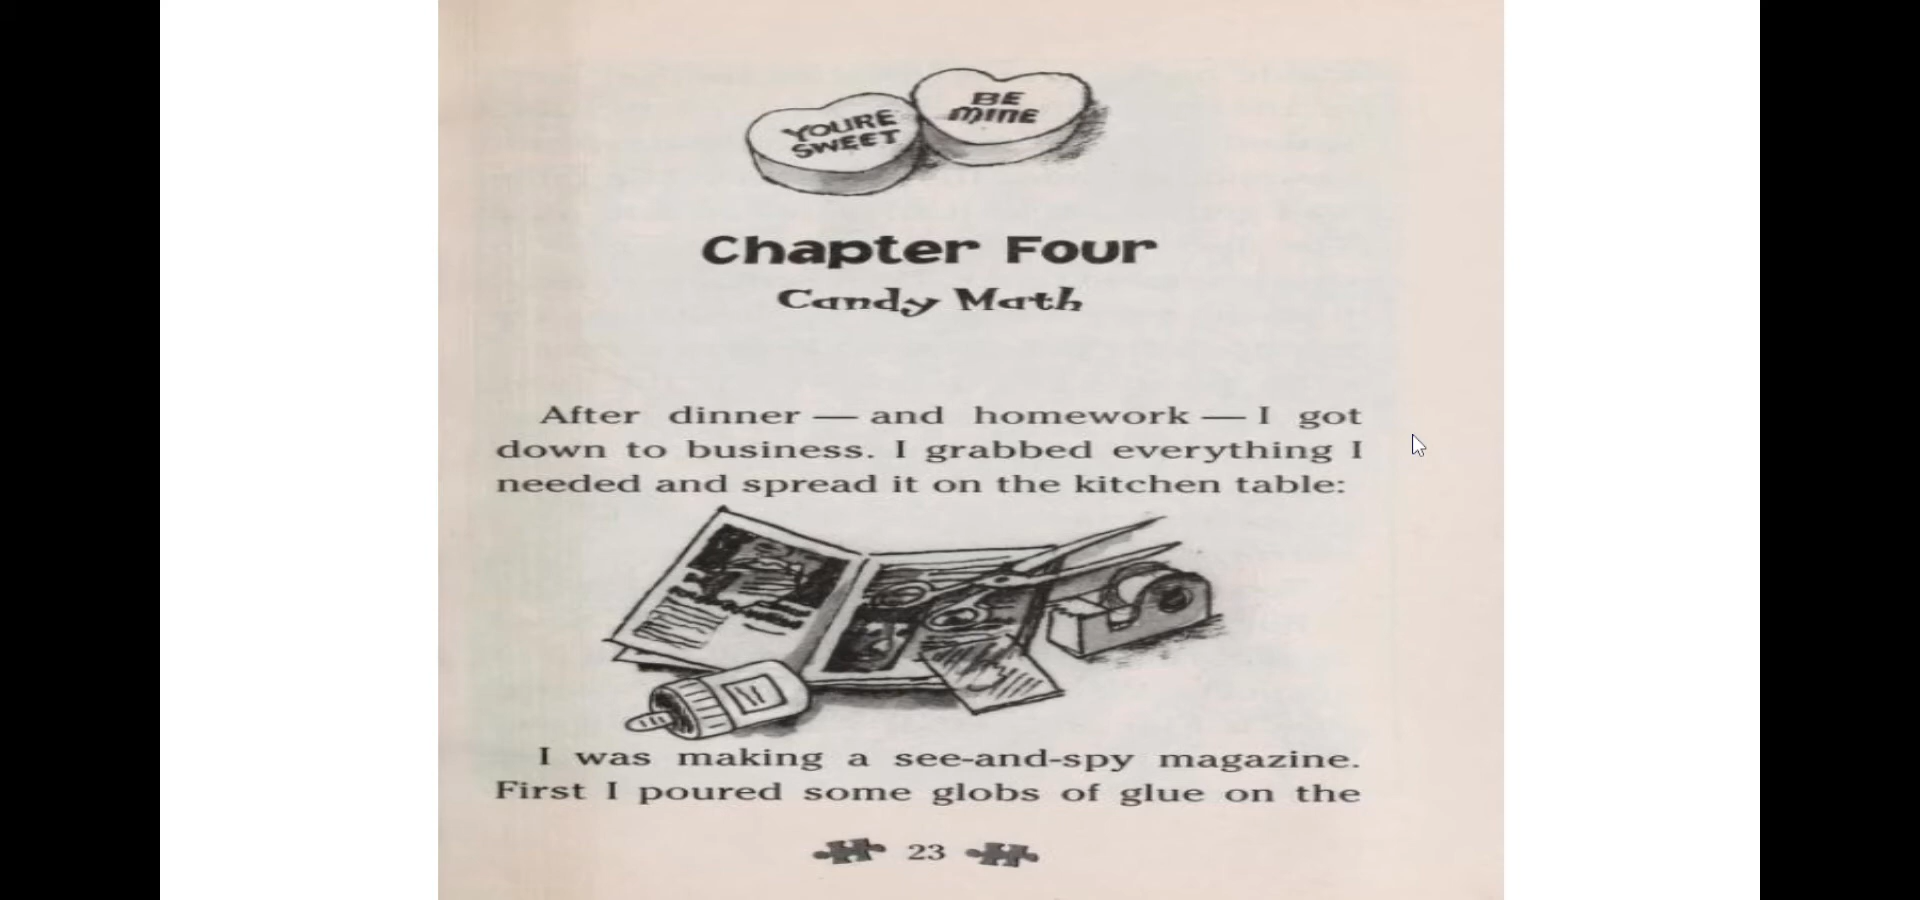 YOURE
SWEET
BE
MINE
Chapter Four
Candy Math
After dinner — and homework — I got
down to business. I grabbed everything I
needed and spread it on the kitchen table:
I was making a see-and-spy magazine.
First I poured some globs of glue on the
23